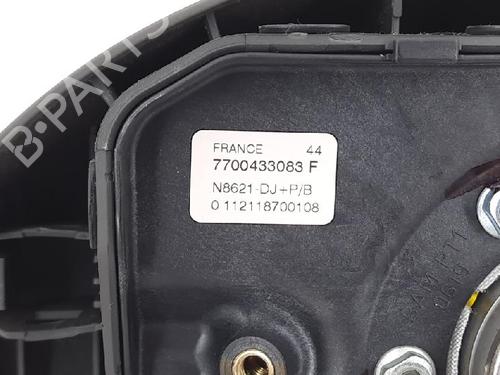 B-PARTS
FRANCE 44
7700433083 F
N8621-DJ+P/B
0 112118700108